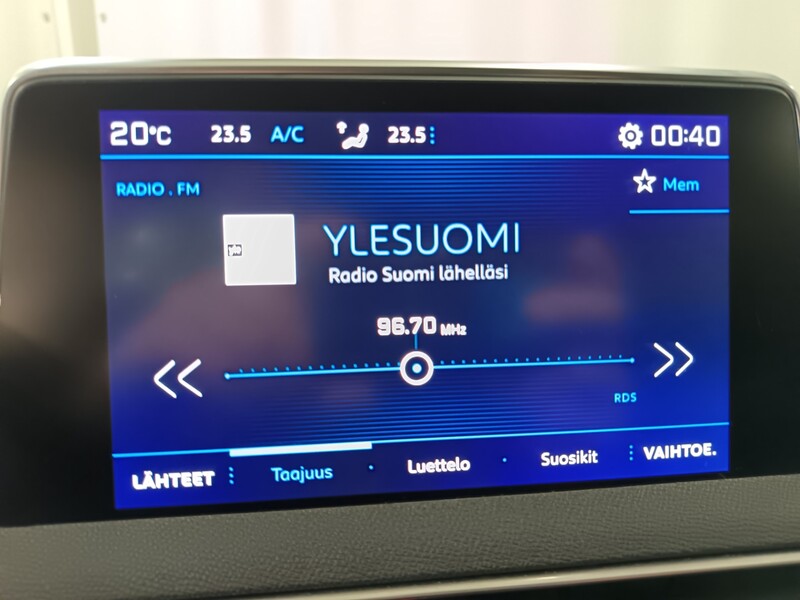 20°C 23.5 A/C 23.5 00:40
RADIO . FM
Mem
yle
YLESUOMI
Radio Suomi lähelläsi
96.70 MHz
RDS
LÄHTEET Taajuus Luettelo Suosikit VAIHTOE.